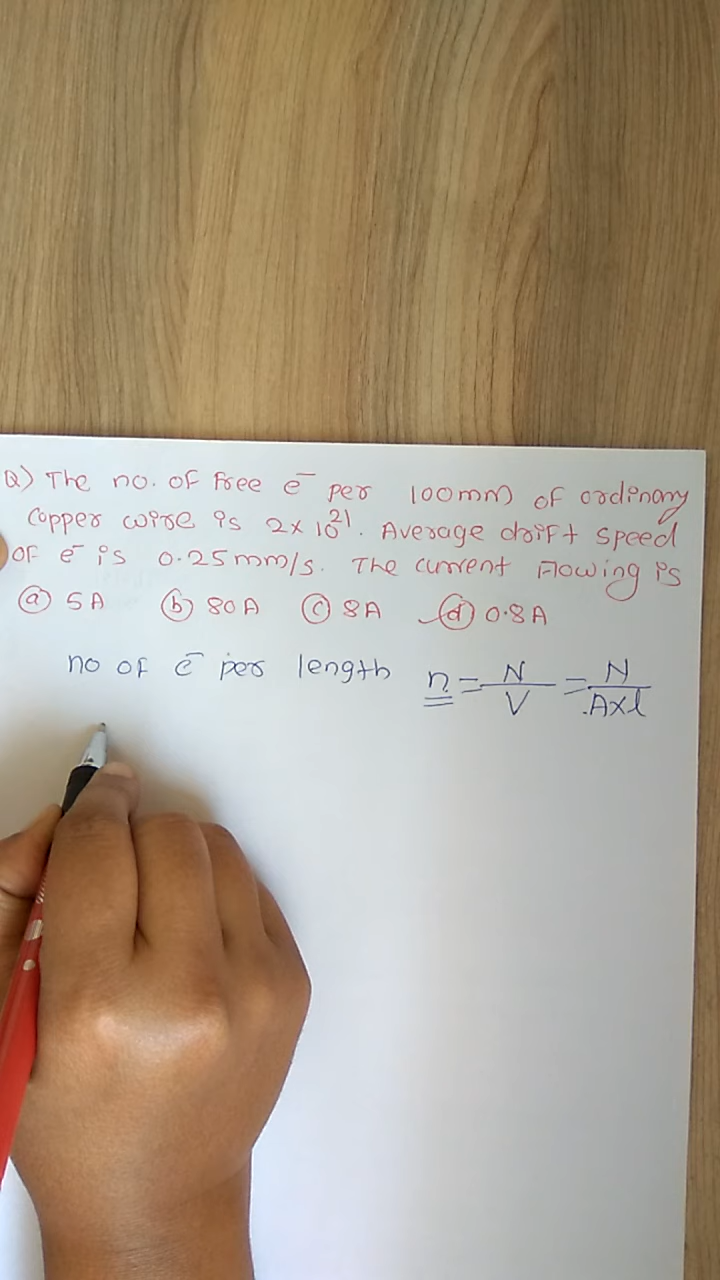 Q) The no. of Free e⁻ per 100mm of ordinary
Copper wire is 2×10²¹. Average drift speed
of e⁻ is 0.25mm/s. The current Flowing is
(a) 5A (b) 80A (c) 8A (d) 0.8A
no of e⁻ per length n = N/V = N/A×l